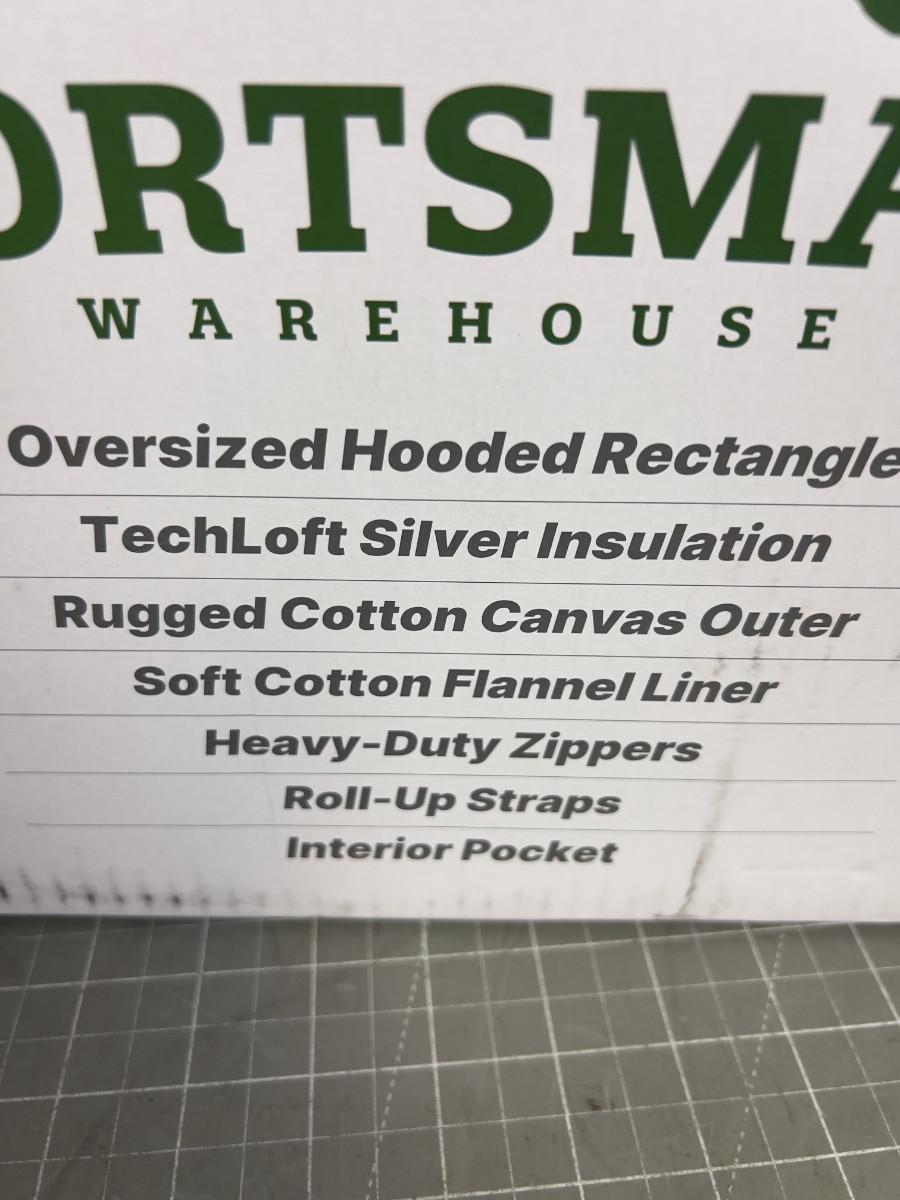 ORTSMA
WAREHOUSE
Oversized Hooded Rectangle
TechLoft Silver Insulation
Rugged Cotton Canvas Outer
Soft Cotton Flannel Liner
Heavy-Duty Zippers
Roll-Up Straps
Interior Pocket